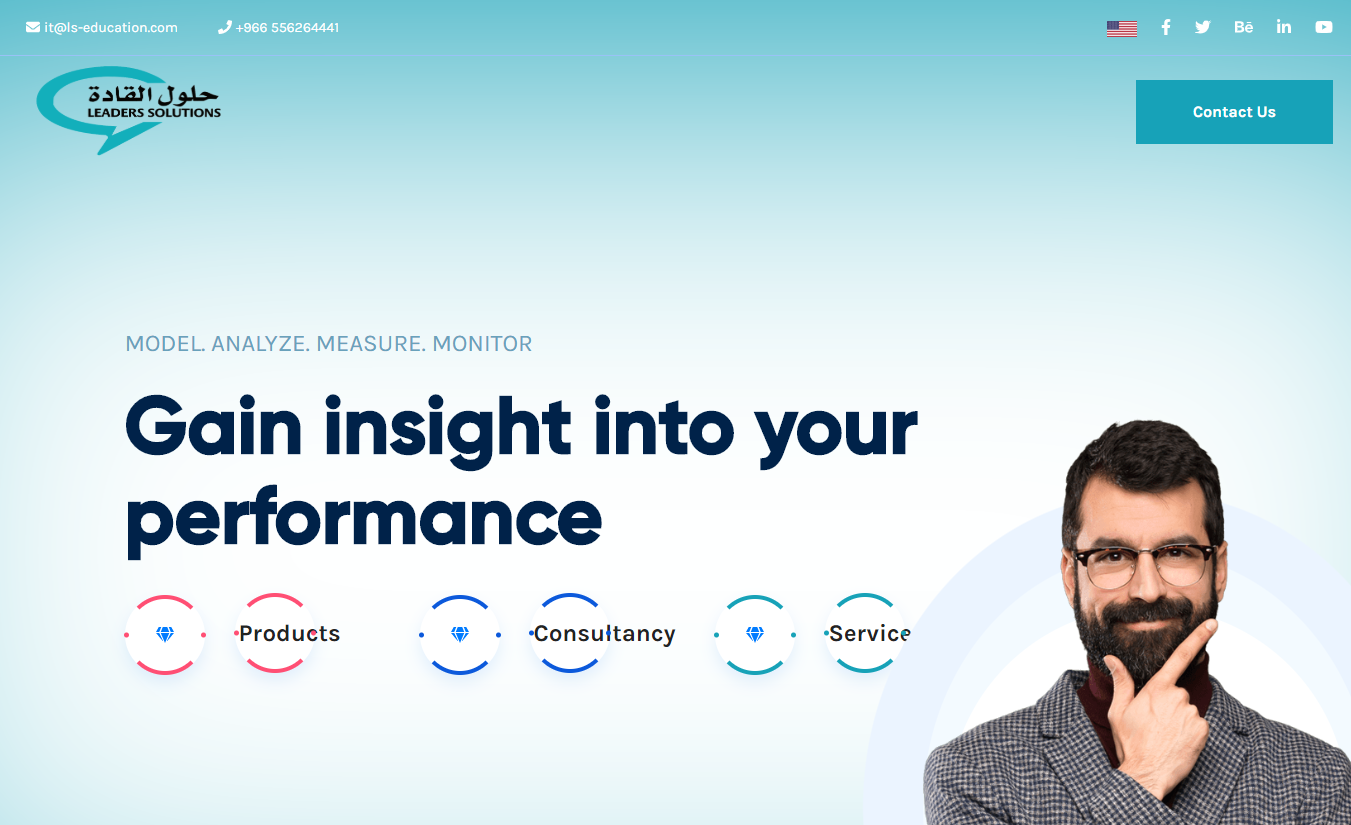 it@ls-education.com
+966 556264441
Bē
حلول القادة
LEADERS SOLUTIONS
Contact Us
MODEL. ANALYZE. MEASURE. MONITOR
Gain insight into your
performance
Products
Consultancy
Service